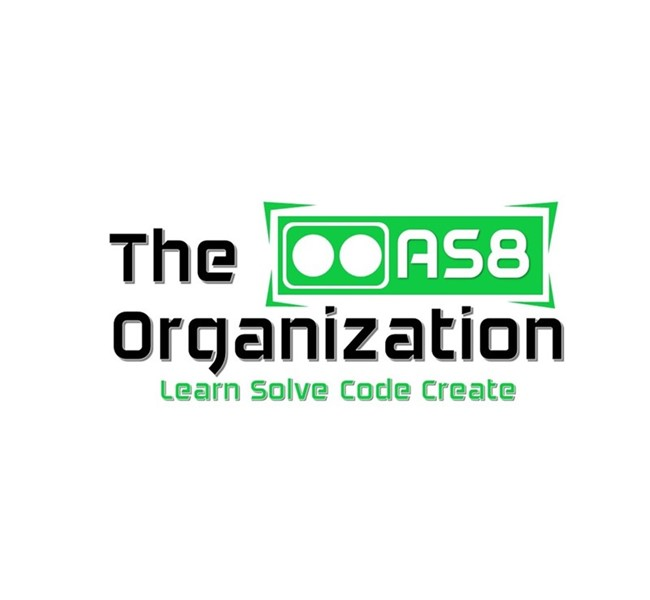 The AS8
Organization
Learn Solve Code Create